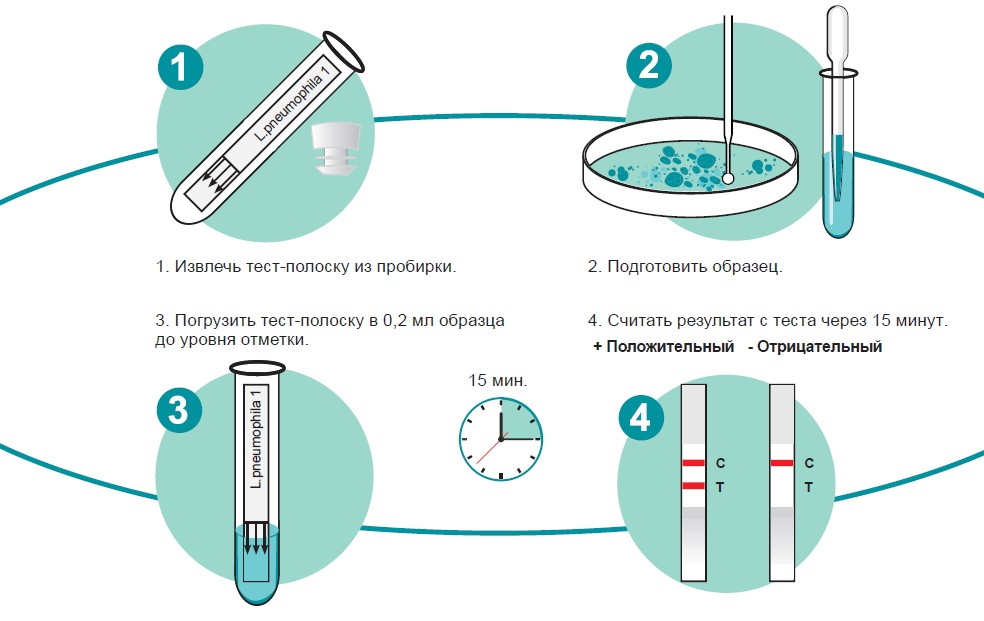 1
L.pneumophila 1
2
1. Извлечь тест-полоску из пробирки.
2. Подготовить образец.
3. Погрузить тест-полоску в 0,2 мл образца
до уровня отметки.
4. Считать результат с теста через 15 минут.
+ Положительный - Отрицательный
3
L.pneumophila 1
15 мин.
4
C
T
C
T